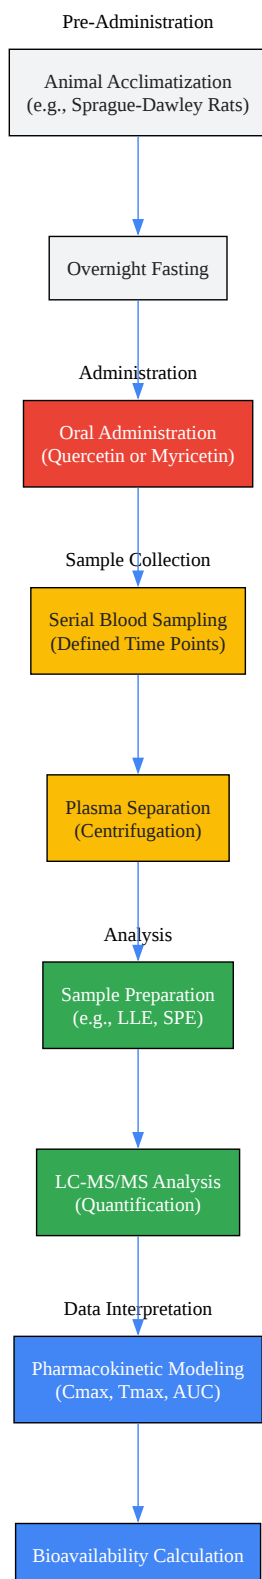 Pre-Administration
Animal Acclimatization
(e.g., Sprague-Dawley Rats)
Overnight Fasting
Administration
Oral Administration
(Quercetin or Myricetin)
Sample Collection
Serial Blood Sampling
(Defined Time Points)
Plasma Separation
(Centrifugation)
Analysis
Sample Preparation
(e.g., LLE, SPE)
LC-MS/MS Analysis
(Quantification)
Data Interpretation
Pharmacokinetic Modeling
(Cmax, Tmax, AUC)
Bioavailability Calculation